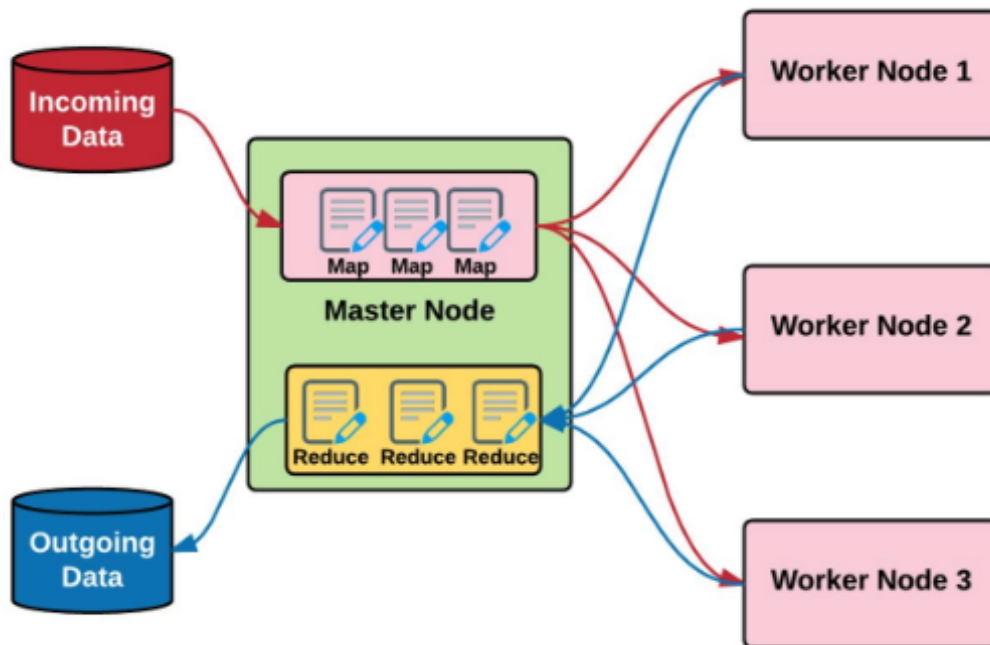 Incoming
Data
Map Map Map
Master Node
Reduce Reduce Reduce
Outgoing
Data
Worker Node 1
Worker Node 2
Worker Node 3